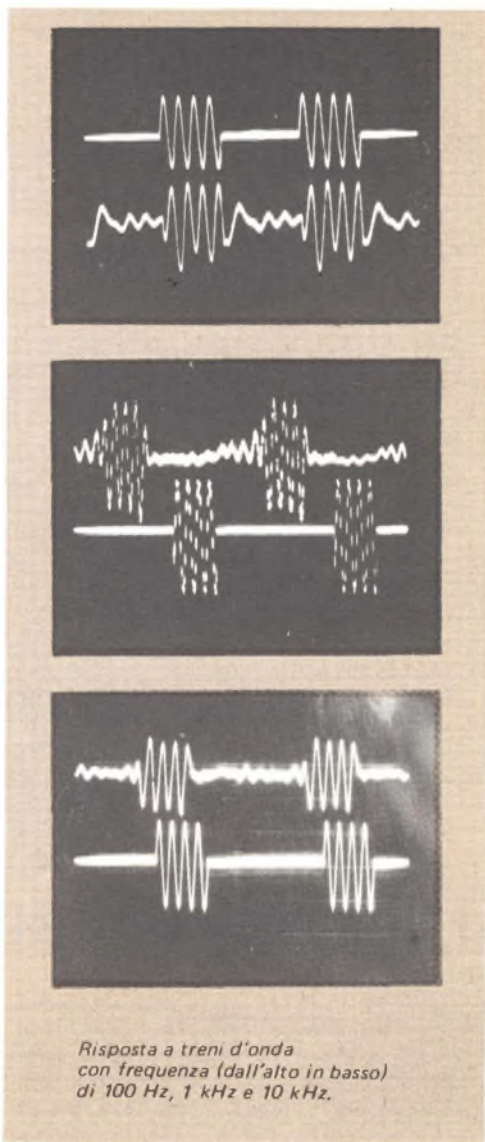 Risposta a treni d'onda
con frequenza (dall'alto in basso)
di 100 Hz, 1 kHz e 10 kHz.